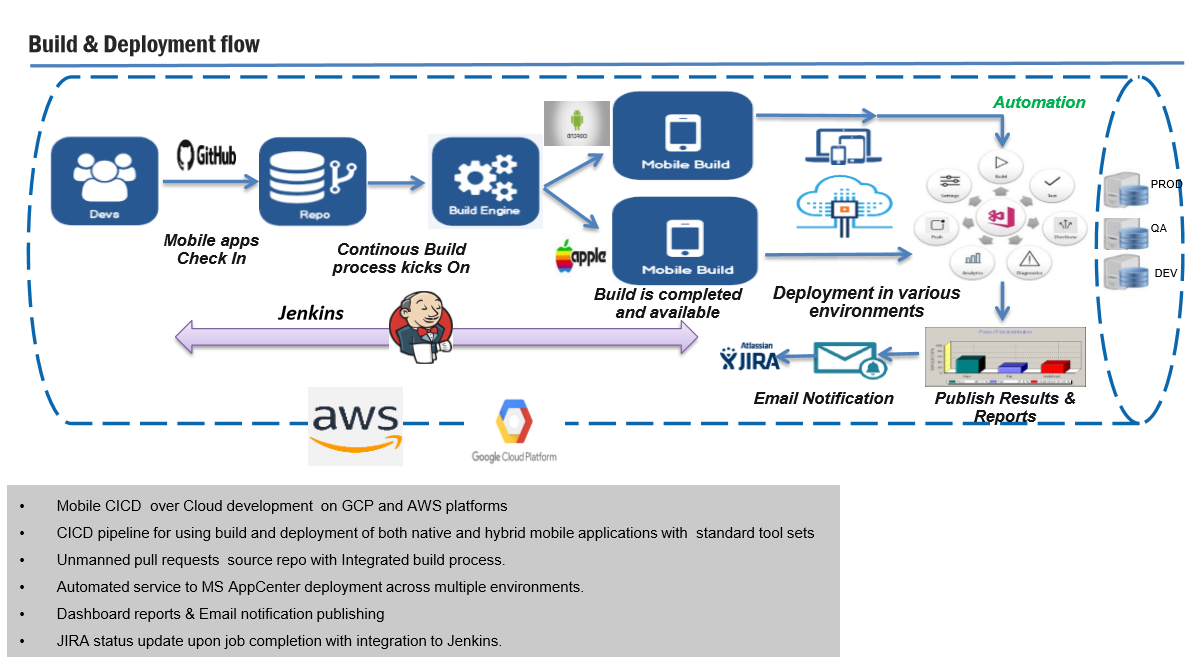 Build & Deployment flow
Automation
GitHub
ANDROID
Mobile Build
Devs
Repo
Build Engine
Build
Settings
Test
Push
Distribute
Analytics
Diagnostics
PROD
QA
DEV
Mobile apps
Check In
Continous Build
process kicks On
apple
Mobile Build
Build is completed
and available
Deployment in various
environments
Jenkins
Atlassian
JIRA
Email Notification
Publish Results &
Reports
aws
Google Cloud Platform
• Mobile CICD over Cloud development on GCP and AWS platforms
• CICD pipeline for using build and deployment of both native and hybrid mobile applications with standard tool sets
• Unmanned pull requests source repo with Integrated build process.
• Automated service to MS AppCenter deployment across multiple environments.
• Dashboard reports & Email notification publishing
• JIRA status update upon job completion with integration to Jenkins.